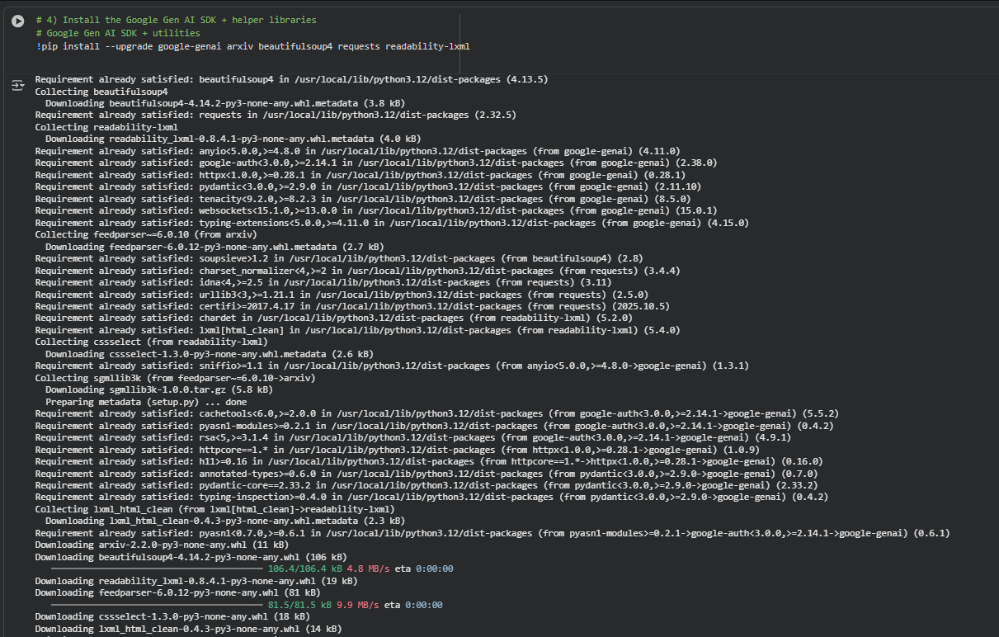 # 4) Install the Google Gen AI SDK + helper libraries
# Google Gen AI SDK + utilities
!pip install --upgrade google-genai arxiv beautifulsoup4 requests readability-lxml
Requirement already satisfied: beautifulsoup4 in /usr/local/lib/python3.12/dist-packages (4.13.5)
Collecting beautifulsoup4
  Downloading beautifulsoup4-4.14.2-py3-none-any.whl.metadata (3.8 kB)
Requirement already satisfied: requests in /usr/local/lib/python3.12/dist-packages (2.32.5)
Collecting readability-lxml
  Downloading readability_lxml-0.8.4.1-py3-none-any.whl.metadata (4.0 kB)
Requirement already satisfied: anyio<5.0.0,>=4.8.0 in /usr/local/lib/python3.12/dist-packages (from google-genai) (4.11.0)
Requirement already satisfied: google-auth<3.0.0,>=2.14.1 in /usr/local/lib/python3.12/dist-packages (from google-genai) (2.38.0)
Requirement already satisfied: httpx<1.0.0,>=0.28.1 in /usr/local/lib/python3.12/dist-packages (from google-genai) (0.28.1)
Requirement already satisfied: pydantic<3.0.0,>=2.9.0 in /usr/local/lib/python3.12/dist-packages (from google-genai) (2.11.10)
Requirement already satisfied: tenacity<9.2.0,>=8.2.3 in /usr/local/lib/python3.12/dist-packages (from google-genai) (8.5.0)
Requirement already satisfied: websockets<15.1.0,>=13.0.0 in /usr/local/lib/python3.12/dist-packages (from google-genai) (15.0.1)
Requirement already satisfied: typing-extensions<5.0.0,>=4.11.0 in /usr/local/lib/python3.12/dist-packages (from google-genai) (4.15.0)
Collecting feedparser~=6.0.10 (from arxiv)
  Downloading feedparser-6.0.12-py3-none-any.whl.metadata (2.7 kB)
Requirement already satisfied: soupsieve>1.2 in /usr/local/lib/python3.12/dist-packages (from beautifulsoup4) (2.8)
Requirement already satisfied: charset_normalizer<4,>=2 in /usr/local/lib/python3.12/dist-packages (from requests) (3.4.4)
Requirement already satisfied: idna<4,>=2.5 in /usr/local/lib/python3.12/dist-packages (from requests) (3.11)
Requirement already satisfied: urllib3<3,>=1.21.1 in /usr/local/lib/python3.12/dist-packages (from requests) (2.5.0)
Requirement already satisfied: certifi>=2017.4.17 in /usr/local/lib/python3.12/dist-packages (from requests) (2025.10.5)
Requirement already satisfied: chardet in /usr/local/lib/python3.12/dist-packages (from readability-lxml) (5.2.0)
Requirement already satisfied: lxml[html_clean] in /usr/local/lib/python3.12/dist-packages (from readability-lxml) (5.4.0)
Collecting cssselect (from readability-lxml)
  Downloading cssselect-1.3.0-py3-none-any.whl.metadata (2.6 kB)
Requirement already satisfied: sniffio>=1.1 in /usr/local/lib/python3.12/dist-packages (from anyio<5.0.0,>=4.8.0->google-genai) (1.3.1)
Collecting sgmllib3k (from feedparser~=6.0.10->arxiv)
  Downloading sgmllib3k-1.0.0.tar.gz (5.8 kB)
  Preparing metadata (setup.py) ... done
Requirement already satisfied: cachetools<6.0,>=2.0.0 in /usr/local/lib/python3.12/dist-packages (from google-auth<3.0.0,>=2.14.1->google-genai) (5.5.2)
Requirement already satisfied: pyasn1-modules>=0.2.1 in /usr/local/lib/python3.12/dist-packages (from google-auth<3.0.0,>=2.14.1->google-genai) (0.4.2)
Requirement already satisfied: rsa<5,>=3.1.4 in /usr/local/lib/python3.12/dist-packages (from google-auth<3.0.0,>=2.14.1->google-genai) (4.9.1)
Requirement already satisfied: httpcore==1.* in /usr/local/lib/python3.12/dist-packages (from httpx<1.0.0,>=0.28.1->google-genai) (1.0.9)
Requirement already satisfied: h11>=0.16 in /usr/local/lib/python3.12/dist-packages (from httpcore==1.*->httpx<1.0.0,>=0.28.1->google-genai) (0.16.0)
Requirement already satisfied: annotated-types>=0.6.0 in /usr/local/lib/python3.12/dist-packages (from pydantic<3.0.0,>=2.9.0->google-genai) (0.7.0)
Requirement already satisfied: pydantic-core==2.33.2 in /usr/local/lib/python3.12/dist-packages (from pydantic<3.0.0,>=2.9.0->google-genai) (2.33.2)
Requirement already satisfied: typing-inspection>=0.4.0 in /usr/local/lib/python3.12/dist-packages (from pydantic<3.0.0,>=2.9.0->google-genai) (0.4.2)
Collecting lxml_html_clean (from lxml[html_clean]->readability-lxml)
  Downloading lxml_html_clean-0.4.3-py3-none-any.whl.metadata (2.3 kB)
Requirement already satisfied: pyasn1<0.7.0,>=0.6.1 in /usr/local/lib/python3.12/dist-packages (from pyasn1-modules>=0.2.1->google-auth<3.0.0,>=2.14.1->google-genai) (0.6.1)
Downloading arxiv-2.2.0-py3-none-any.whl (11 kB)
Downloading beautifulsoup4-4.14.2-py3-none-any.whl (106 kB)
106.4/106.4 kB 4.8 MB/s eta 0:00:00
Downloading readability_lxml-0.8.4.1-py3-none-any.whl (19 kB)
Downloading feedparser-6.0.12-py3-none-any.whl (81 kB)
81.5/81.5 kB 9.9 MB/s eta 0:00:00
Downloading cssselect-1.3.0-py3-none-any.whl (18 kB)
Downloading lxml_html_clean-0.4.3-py3-none-any.whl (14 kB)